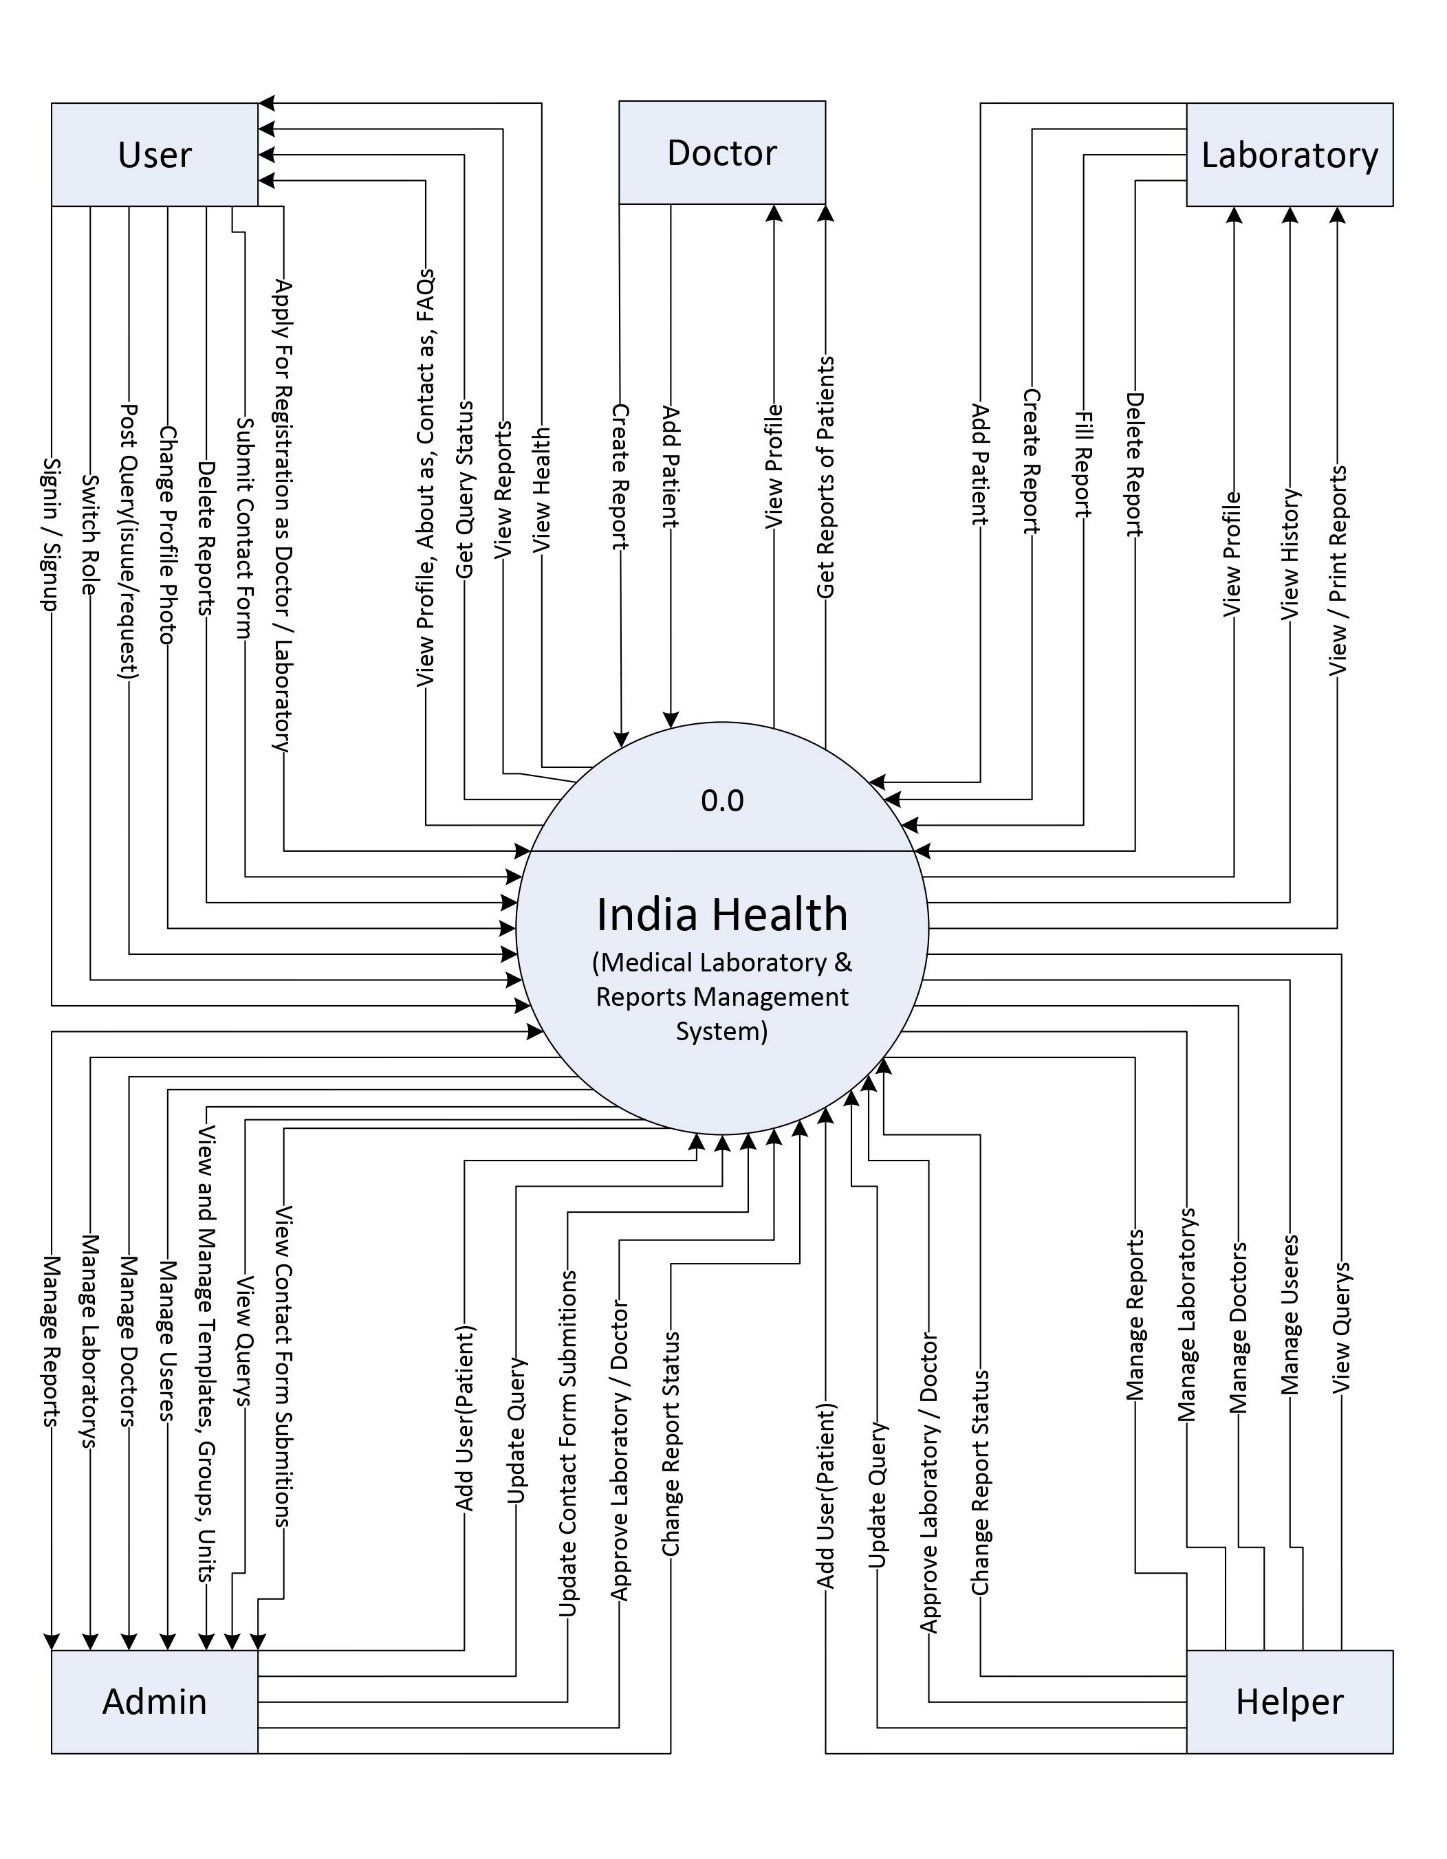 User
Doctor
Laboratory
Signin / Signup
Switch Role
Post Query(isuue/request)
Change Profile Photo
Delete Reports
Submit Contact Form
Apply For Registration as Doctor / Laboratory
View Profile, About as, Contact as, FAQs
Get Query Status
View Reports
View Health
Create Report
Add Patient
View Profile
Get Reports of Patients
Add Patient
Create Report
Fill Report
Delete Report
View Profile
View History
View / Print Reports
0.0
India Health
(Medical Laboratory &
Reports Management
System)
Manage Reports
Manage Laboratorys
Manage Doctors
Manage Useres
View and Manage Templates, Groups, Units
View Querys
View Contact Form Submitions
Add User(Patient)
Update Query
Update Contact Form Submitions
Approve Laboratory / Doctor
Change Report Status
Add User(Patient)
Update Query
Approve Laboratory / Doctor
Change Report Status
Manage Reports
Manage Laboratorys
Manage Doctors
Manage Useres
View Querys
Admin
Helper